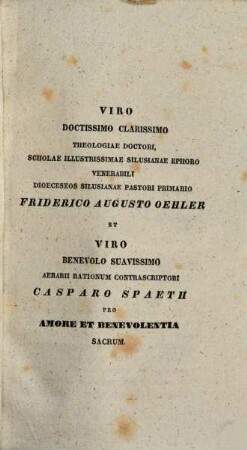 VIRO
DOCTISSIMO CLARISSIMO
THEOLOGIAE DOCTORI,
SCHOLAE ILLUSTRISSIMAE SILUSIANAE EPHORO
VENERABILI
DIOECESEOS SILUSIANAE PASTORI PRIMARIO
FRIDERICO AUGUSTO OEHLER
ET
VIRO
BENEVOLO SUAVISSIMO
AERARII RATIONUM CONTRASCRIPTORI
CASPARO SPAETH
PRO
AMORE ET BENEVOLENTIA
SACRUM.